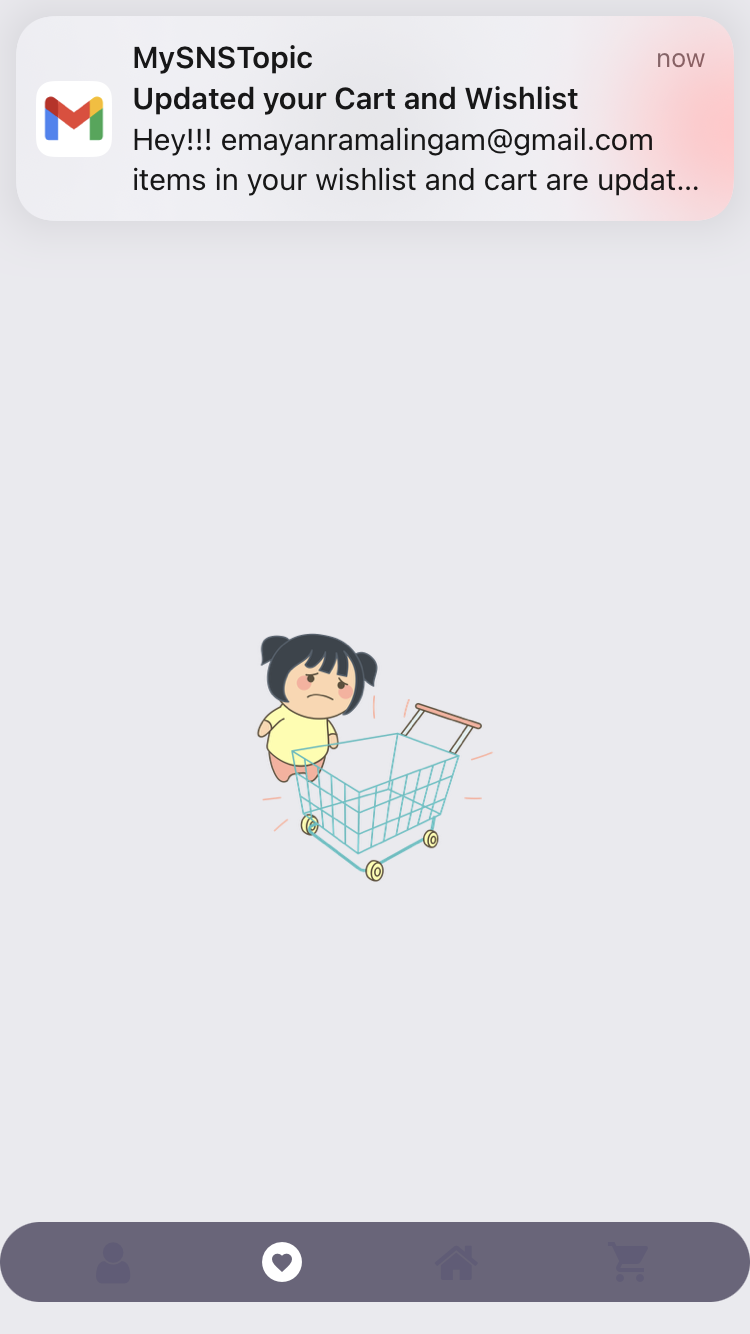 MySNSTopic
now
Updated your Cart and Wishlist
Hey!!! emayanramalingam@gmail.com
items in your wishlist and cart are updat...